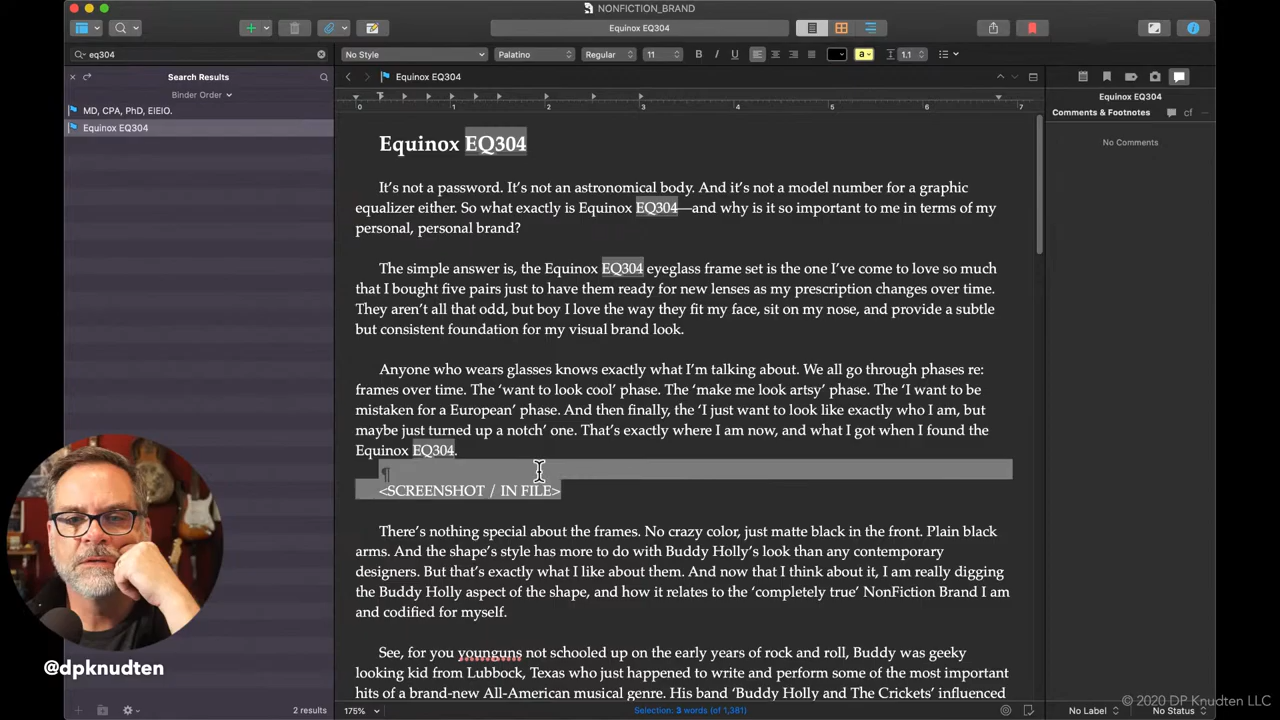 NONFICTION_BRAND
Equinox EQ304
eq304
No Style
Palatino
Regular
11
B
I
U
a
1.1
Search Results
Equinox EQ304
Binder Order
Equinox EQ304
Comments & Footnotes
cf
No Comments
MD, CPA, PhD, EIEIO.
Equinox EQ304
0 1 2 3 4 5 6 7
Equinox EQ304
It’s not a password. It’s not an astronomical body. And it’s not a model number for a graphic
equalizer either. So what exactly is Equinox EQ304—and why is it so important to me in terms of my
personal, personal brand?
The simple answer is, the Equinox EQ304 eyeglass frame set is the one I’ve come to love so much
that I bought five pairs just to have them ready for new lenses as my prescription changes over time.
They aren’t all that odd, but boy I love the way they fit my face, sit on my nose, and provide a subtle
but consistent foundation for my visual brand look.
Anyone who wears glasses knows exactly what I’m talking about. We all go through phases re:
frames over time. The ‘want to look cool’ phase. The ‘make me look artsy’ phase. The ‘I want to be
mistaken for a European’ phase. And then finally, the ‘I just want to look like exactly who I am, but
maybe just turned up a notch’ one. That’s exactly where I am now, and what I got when I found the
Equinox EQ304.
¶
<SCREENSHOT / IN FILE>
There’s nothing special about the frames. No crazy color, just matte black in the front. Plain black
arms. And the shape’s style has more to do with Buddy Holly’s look than any contemporary
designers. But that’s exactly what I like about them. And now that I think about it, I am really digging
the Buddy Holly aspect of the shape, and how it relates to the ‘completely true’ NonFiction Brand I am
and codified for myself.
See, for you younguns not schooled up on the early years of rock and roll, Buddy was geeky
looking kid from Lubbock, Texas who just happened to write and perform some of the most important
hits of a brand-new All-American musical genre. His band ‘Buddy Holly and The Crickets’ influenced
@dpknudten
2 results
175%
Selection: 3 words (of 1,381)
No Label
No Status
© 2020 DP Knudten LLC